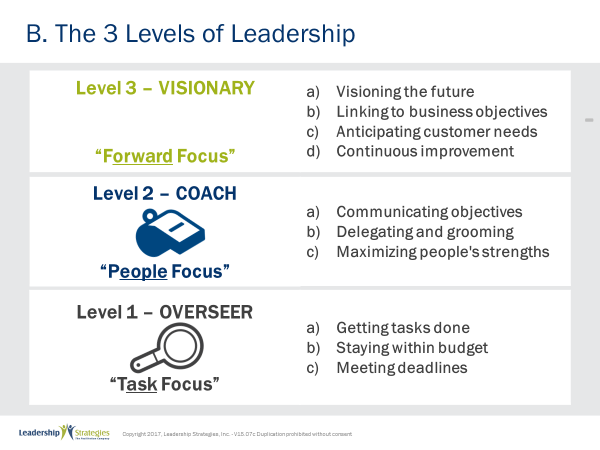 B. The 3 Levels of Leadership
Level 3 – VISIONARY
“Forward Focus”
a) Visioning the future
b) Linking to business objectives
c) Anticipating customer needs
d) Continuous improvement
Level 2 – COACH
“People Focus”
a) Communicating objectives
b) Delegating and grooming
c) Maximizing people's strengths
Level 1 – OVERSEER
“Task Focus”
a) Getting tasks done
b) Staying within budget
c) Meeting deadlines
Leadership Strategies
The Facilitation Company
Copyright 2017, Leadership Strategies, Inc. - V15.07c Duplication prohibited without consent